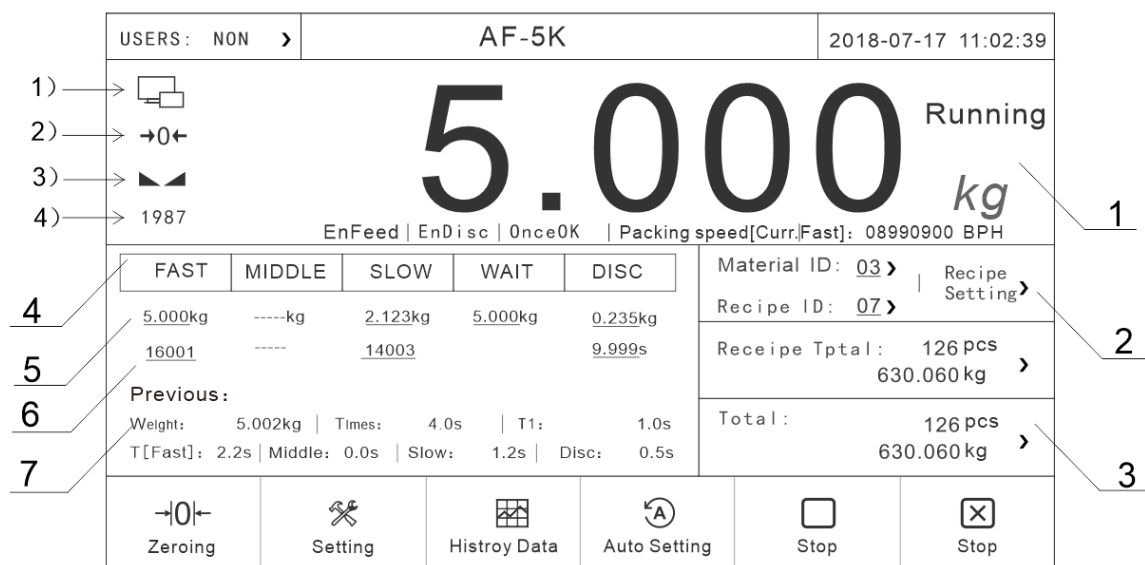 USERS: NON ❯
AF-5K
2018-07-17 11:02:39
1)
2)
→0←
3)
4)
1987
5.000
Running
kg
EnFeed | EnDisc | OnceOK | Packing speed[Curr.|Fast]: 08990900 BPH
1
FAST MIDDLE SLOW WAIT DISC
5.000kg -----kg 2.123kg 5.000kg 0.235kg
16001 ----- 14003 9.999s
4
5
6
7
Previous:
Weight: 5.002kg | Times: 4.0s | T1: 1.0s
T[Fast]: 2.2s | Middle: 0.0s | Slow: 1.2s | Disc: 0.5s
Material ID: 03 ❯
Recipe ID: 07 ❯
| Recipe
Setting ❯
2
Receipe Tptal: 126 pcs
630.060 kg ❯
Total: 126 pcs
630.060 kg ❯
3
→|0|←
Zeroing
Setting
Histroy Data
A
Auto Setting
Stop
Stop